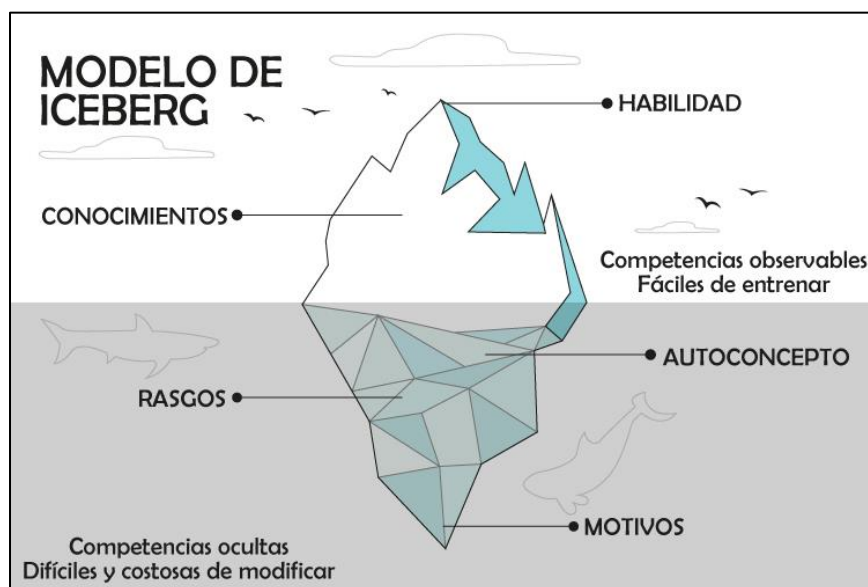 MODELO DE
ICEBERG
HABILIDAD
CONOCIMIENTOS
Competencias observables
Fáciles de entrenar
AUTOCONCEPTO
RASGOS
MOTIVOS
Competencias ocultas
Difíciles y costosas de modificar